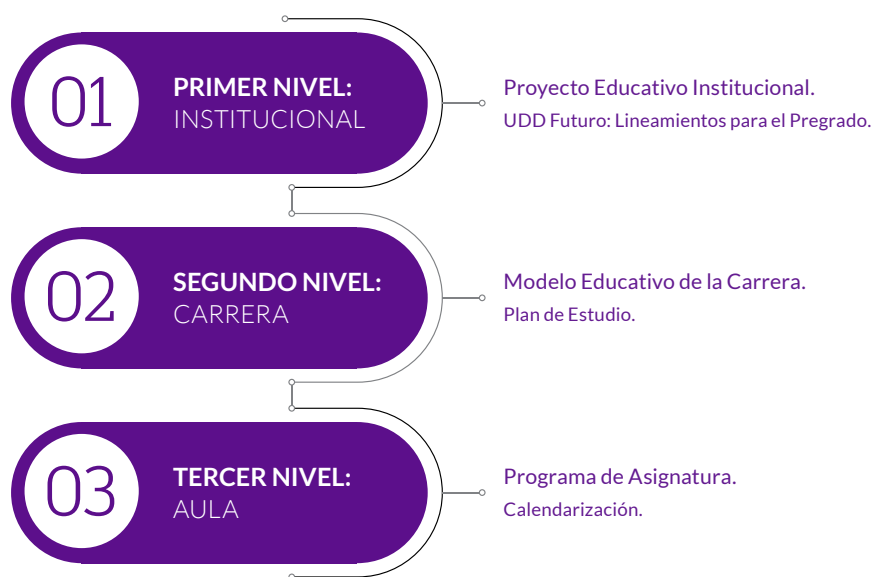 01
PRIMER NIVEL:
INSTITUCIONAL
Proyecto Educativo Institucional.
UDD Futuro: Lineamientos para el Pregrado.
02
SEGUNDO NIVEL:
CARRERA
Modelo Educativo de la Carrera.
Plan de Estudio.
03
TERCER NIVEL:
AULA
Programa de Asignatura.
Calendarización.